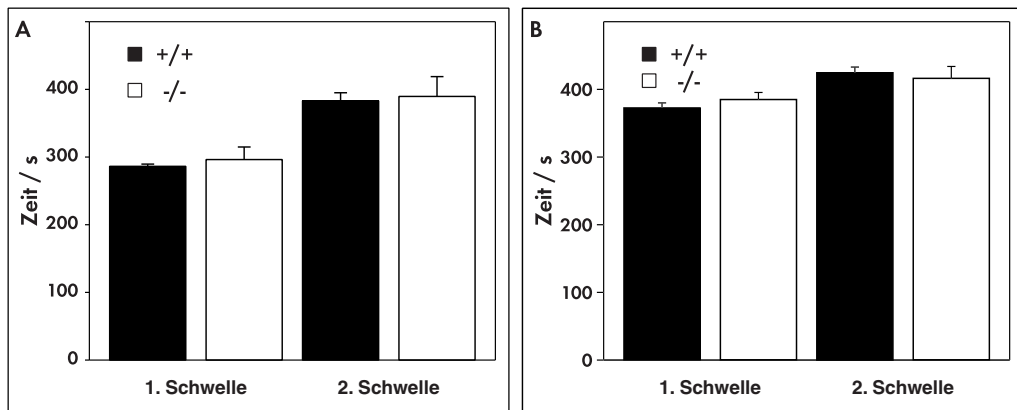 A
+/+
-/-
Zeit / s
400
300
200
100
0
1. Schwelle
2. Schwelle
B
+/+
-/-
Zeit / s
400
300
200
100
0
1. Schwelle
2. Schwelle